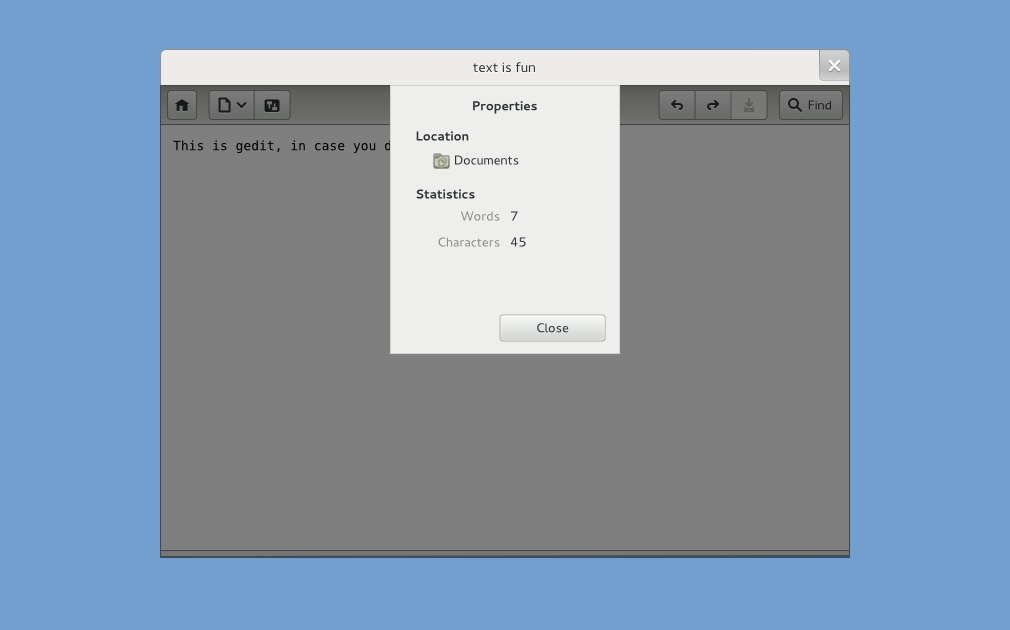 text is fun
Find
Properties
Location
Documents
Statistics
Words 7
Characters 45
Close
This is gedit, in case you d